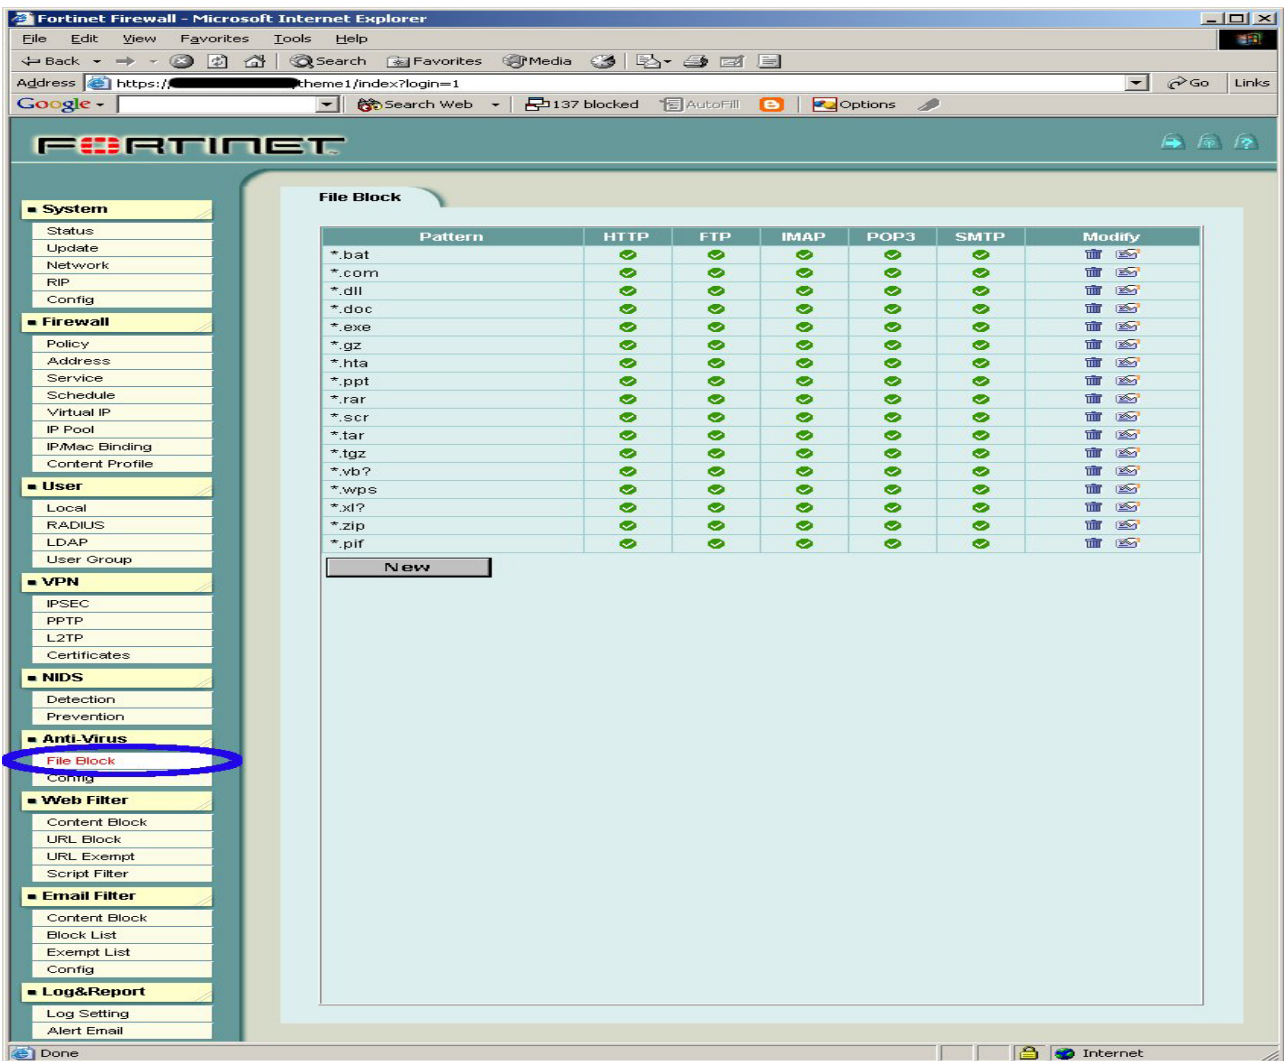 Fortinet Firewall - Microsoft Internet Explorer
File Edit View Favorites Tools Help
Back Search Favorites Media
Address https:/ theme1/index?login=1 Go Links
Google Search Web 137 blocked AutoFill Options
FORTINET
File Block
System
Status
Update
Network
RIP
Config
Firewall
Policy
Address
Service
Schedule
Virtual IP
IP Pool
IP/Mac Binding
Content Profile
User
Local
RADIUS
LDAP
User Group
VPN
IPSEC
PPTP
L2TP
Certificates
NIDS
Detection
Prevention
Anti-Virus
File Block
Config
Web Filter
Content Block
URL Block
URL Exempt
Script Filter
Email Filter
Content Block
Block List
Exempt List
Config
Log&Report
Log Setting
Alert Email
Pattern HTTP FTP IMAP POP3 SMTP Modify
*.bat
*.com
*.dll
*.doc
*.exe
*.gz
*.hta
*.ppt
*.rar
*.scr
*.tar
*.tgz
*.vb?
*.wps
*.xl?
*.zip
*.pif
New
Done Internet